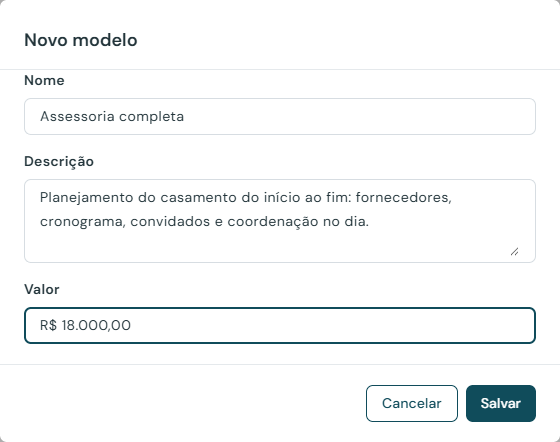 Novo modelo
Nome
Assessoria completa
Descrição
Planejamento do casamento do início ao fim: fornecedores,
cronograma, convidados e coordenação no dia.
Valor
R$ 18.000,00
Cancelar
Salvar